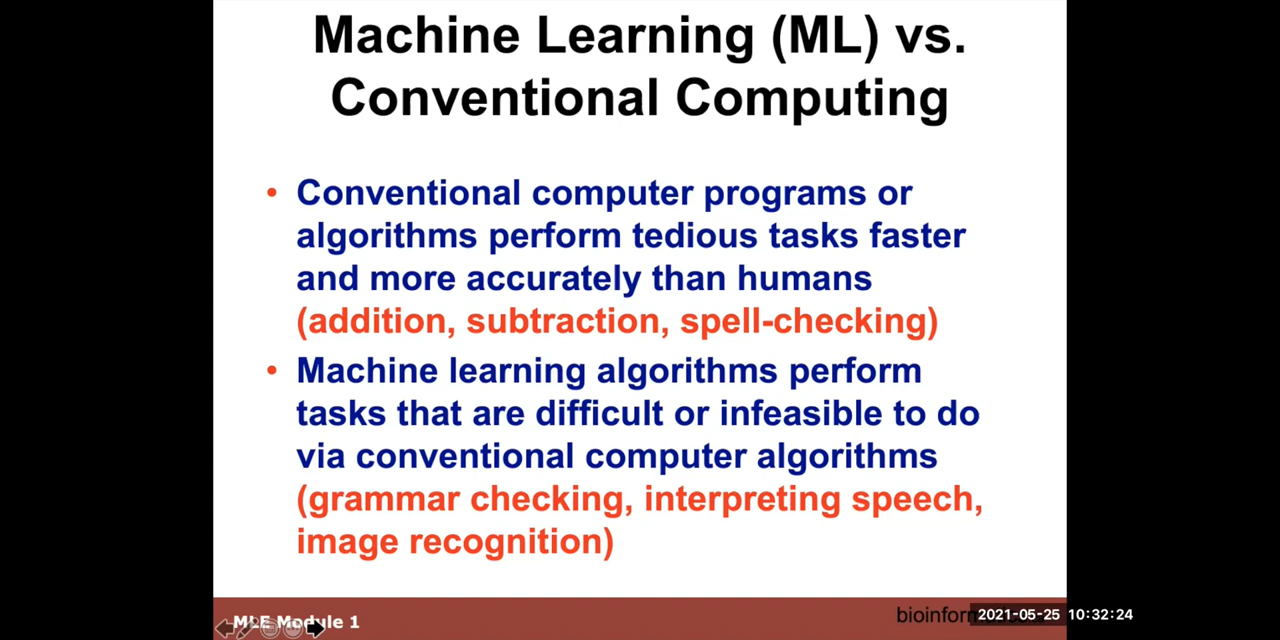 Machine Learning (ML) vs.
Conventional Computing
• Conventional computer programs or
algorithms perform tedious tasks faster
and more accurately than humans
(addition, subtraction, spell-checking)
• Machine learning algorithms perform
tasks that are difficult or infeasible to do
via conventional computer algorithms
(grammar checking, interpreting speech,
image recognition)
MLE Module 1
2021-05-25 10:32:24